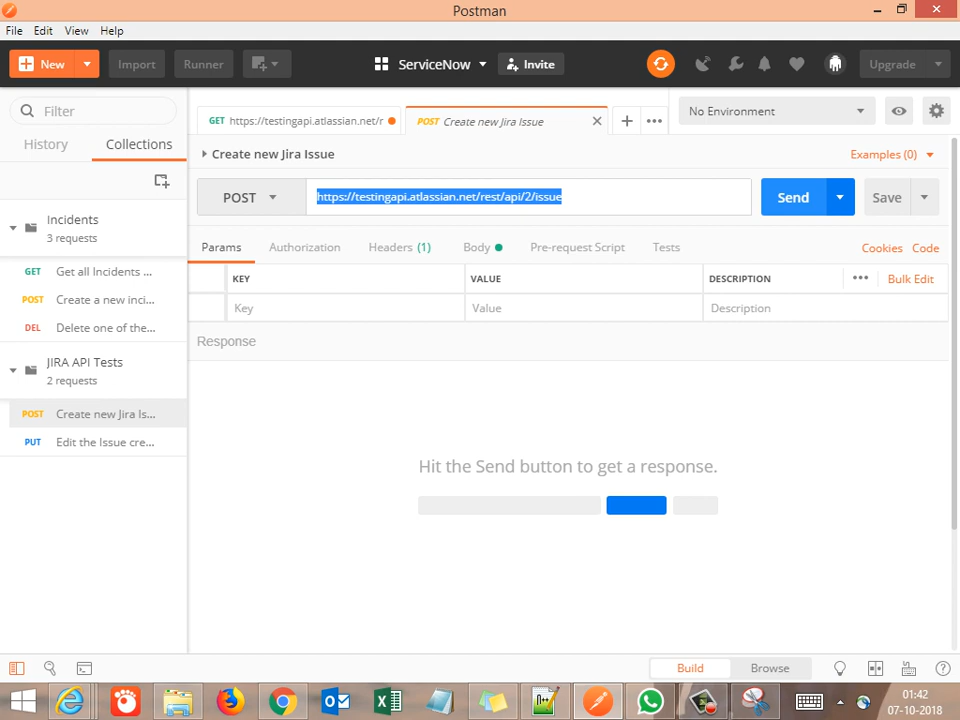 Postman
File Edit View Help
New Import Runner ServiceNow Invite Upgrade
Filter
History Collections
Incidents
3 requests
GET Get all Incidents ...
POST Create a new inci...
DEL Delete one of the...
JIRA API Tests
2 requests
POST Create new Jira Is...
PUT Edit the Issue cre...
GET https://testingapi.atlassian.net/r
POST Create new Jira Issue
No Environment
Create new Jira Issue
Examples (0)
POST https://testingapi.atlassian.net/rest/api/2/issue Send Save
Params Authorization Headers (1) Body Pre-request Script Tests Cookies Code
KEY VALUE DESCRIPTION Bulk Edit
Key Value Description
Response
Hit the Send button to get a response.
Build Browse
01:42
07-10-2018